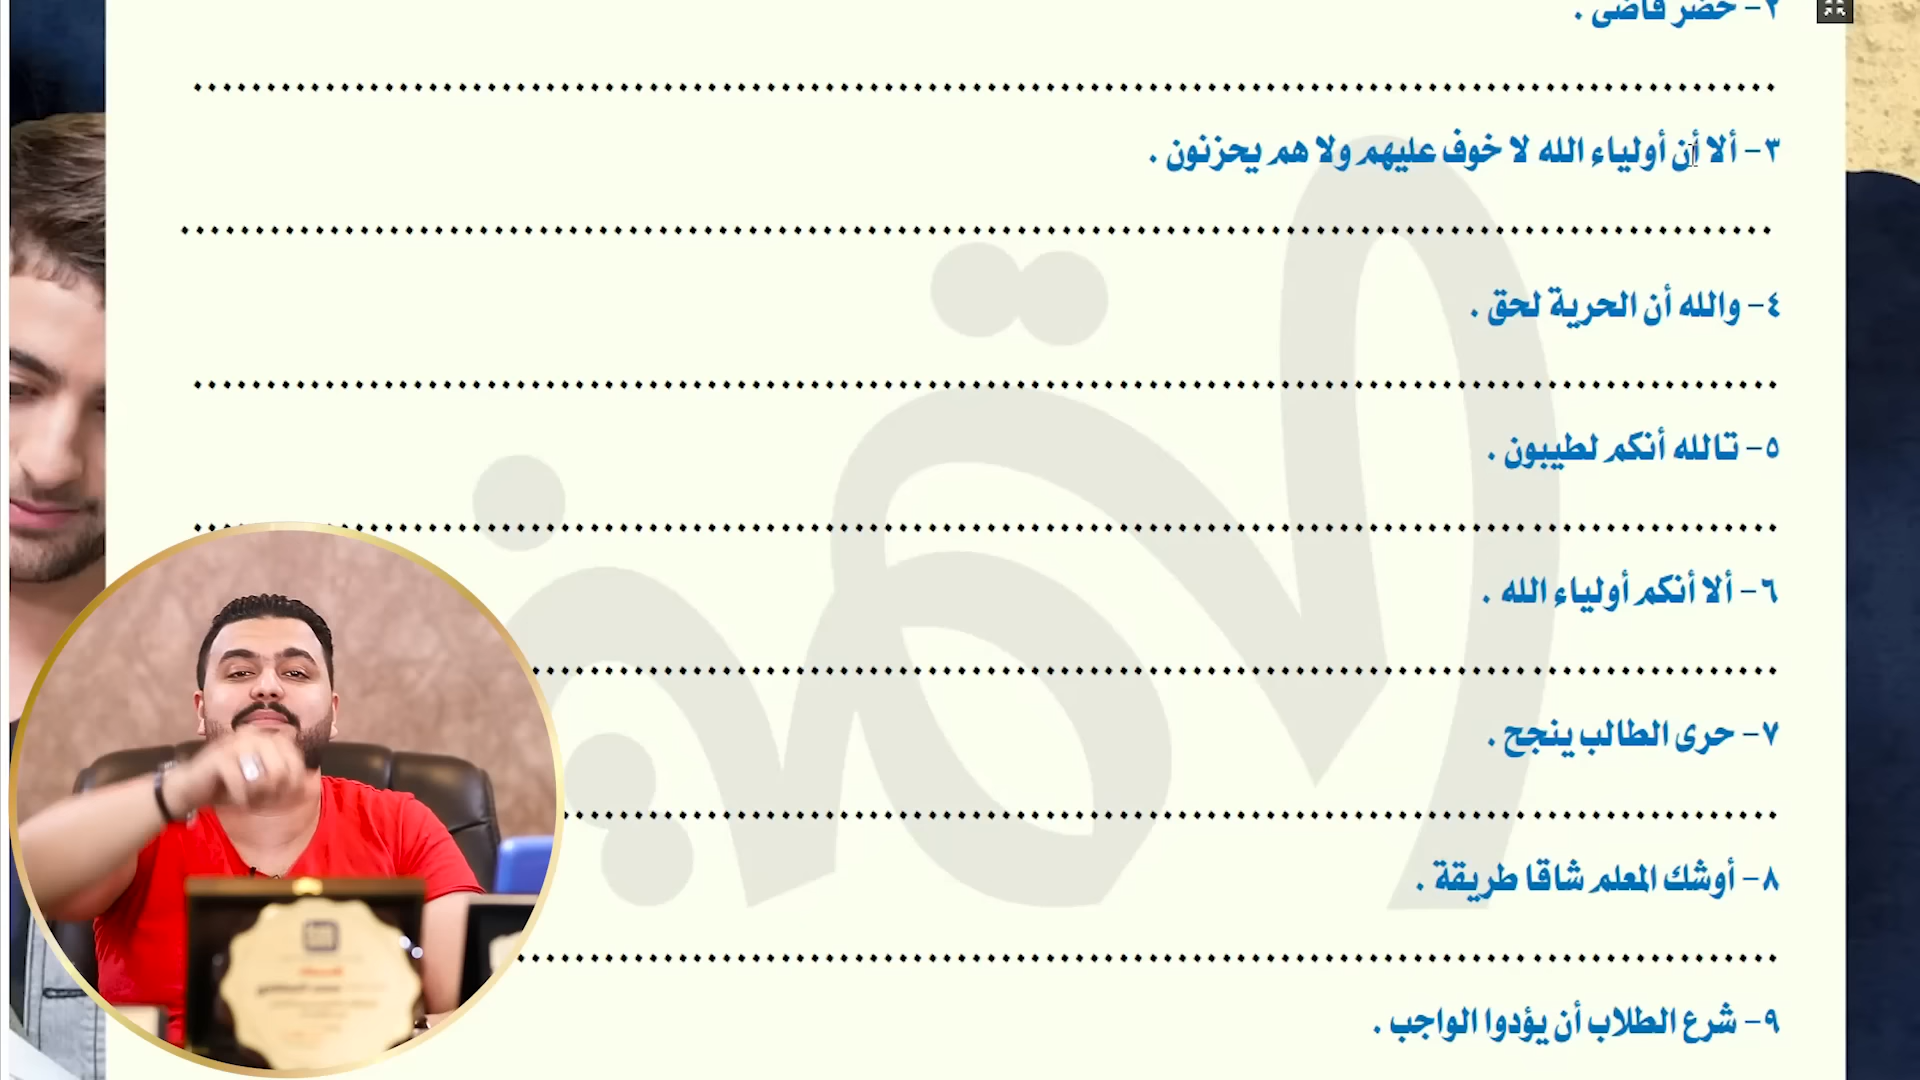 ٢- حضر قاضى .
٣- ألا أن أولياء الله لا خوف عليهم ولا هم يحزنون .
٤- والله أن الحرية لحق .
٥- تالله أنكم لطيبون .
٦- ألا أنكم أولياء الله .
٧- حرى الطالب ينجح .
٨- أوشك المعلم شاقا طريقة .
٩- شرع الطلاب أن يؤدوا الواجب .